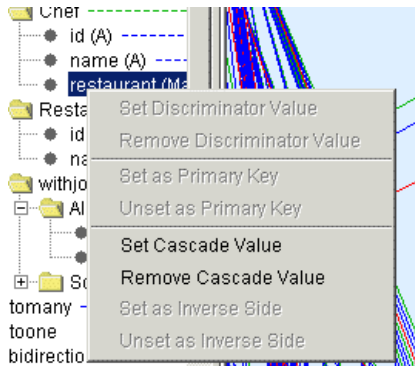 Chef
id (A)
name (A)
restaurant (Ma
Resta
Set Discriminator Value
id
Remove Discriminator Value
na
withjo
Set as Primary Key
Al
Unset as Primary Key
Set Cascade Value
Sc
Remove Cascade Value
tomany
Set as Inverse Side
toone
Unset as Inverse Side
bidirectio